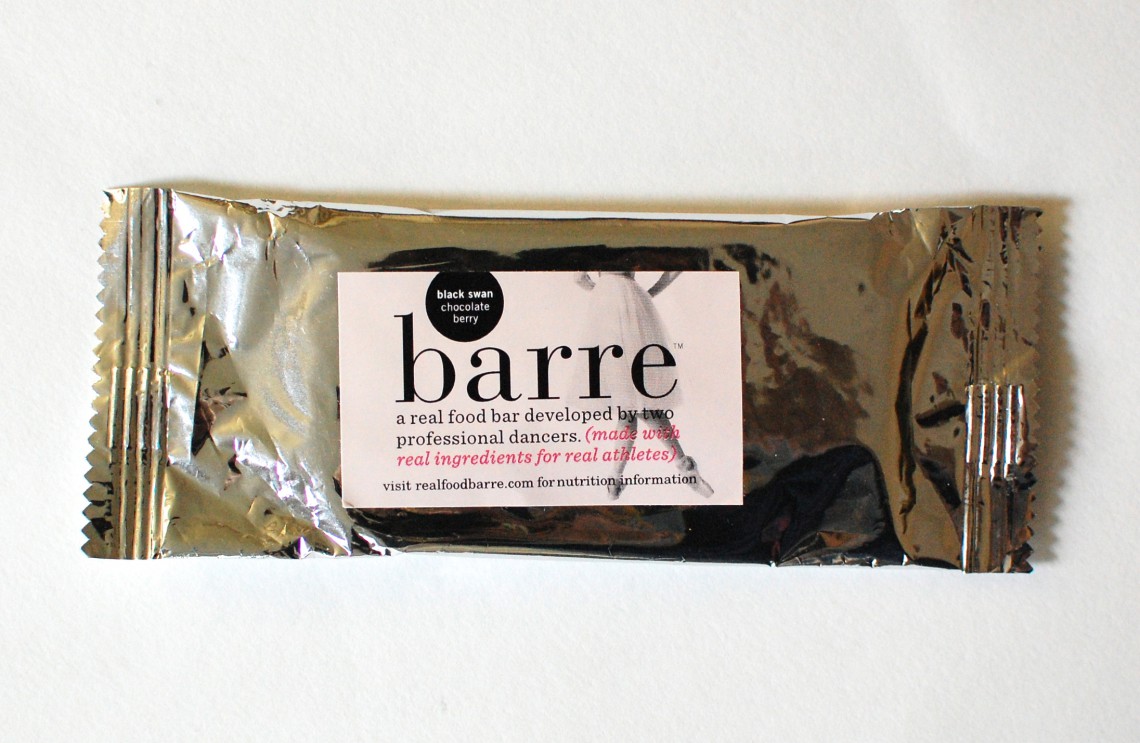 black swan
chocolate
berry
barre™
a real food bar developed by two
professional dancers. (made with
real ingredients for real athletes)
visit realfoodbarre.com for nutrition information